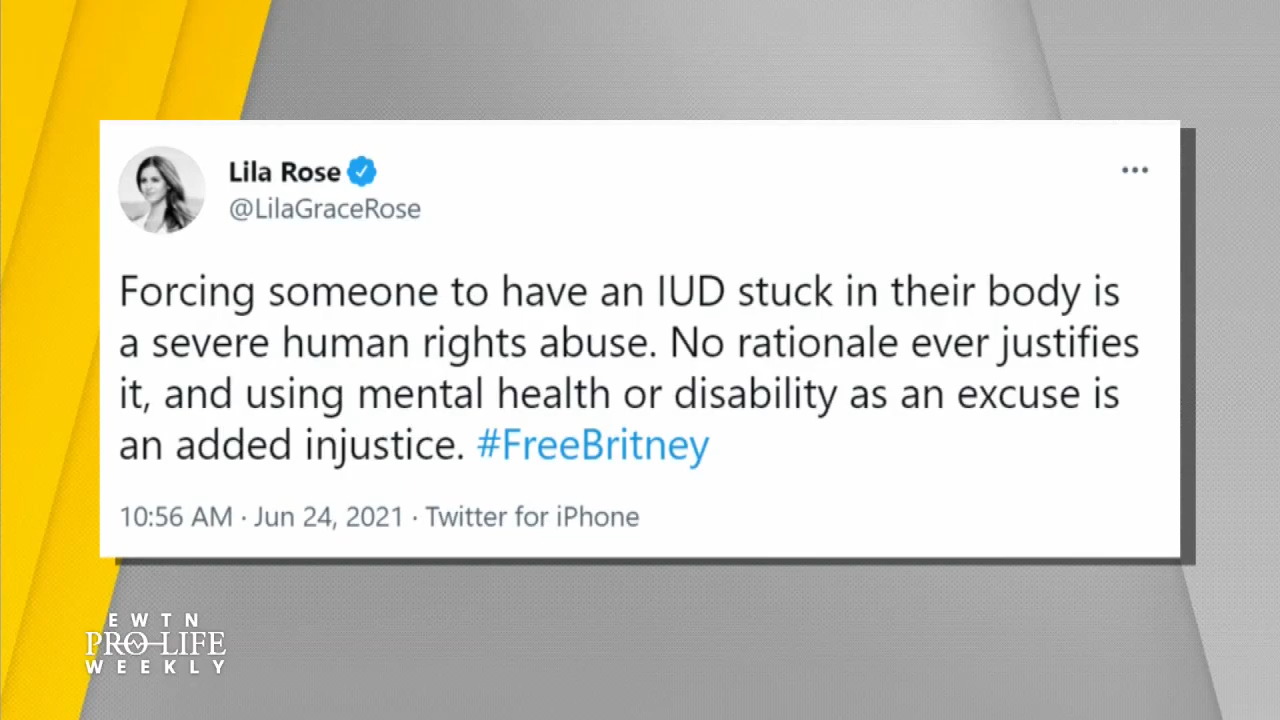 Lila Rose
@LilaGraceRose
Forcing someone to have an IUD stuck in their body is
a severe human rights abuse. No rationale ever justifies
it, and using mental health or disability as an excuse is
an added injustice. #FreeBritney
10:56 AM · Jun 24, 2021 · Twitter for iPhone
EWTN
PRO-LIFE
WEEKLY